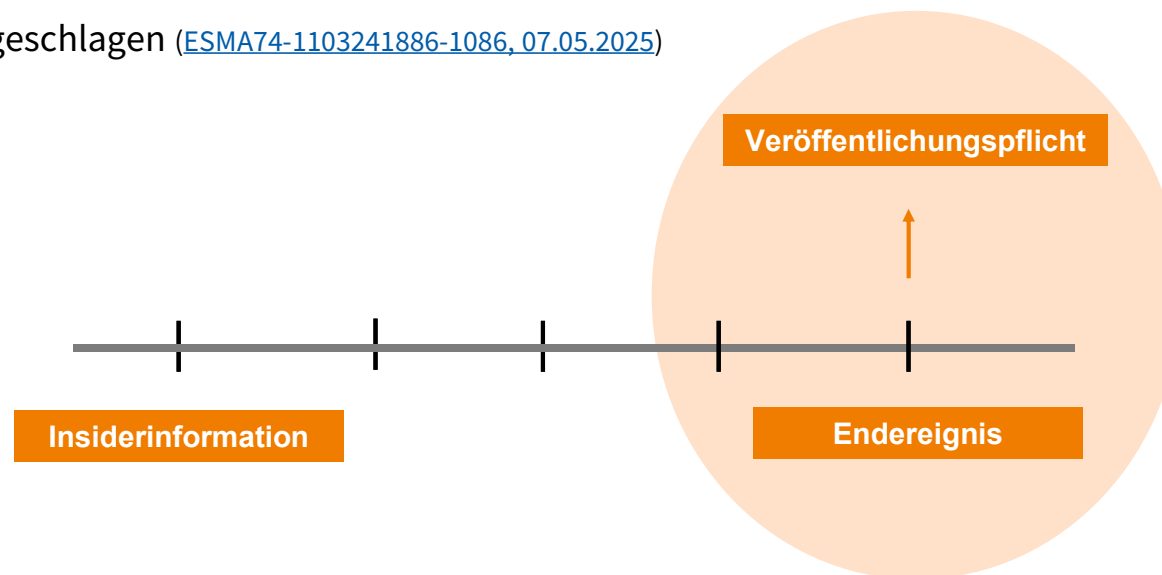 geschlagen (ESMA74-1103241886-1086, 07.05.2025)
Veröffentlichungspflicht
Insiderinformation
Endereignis